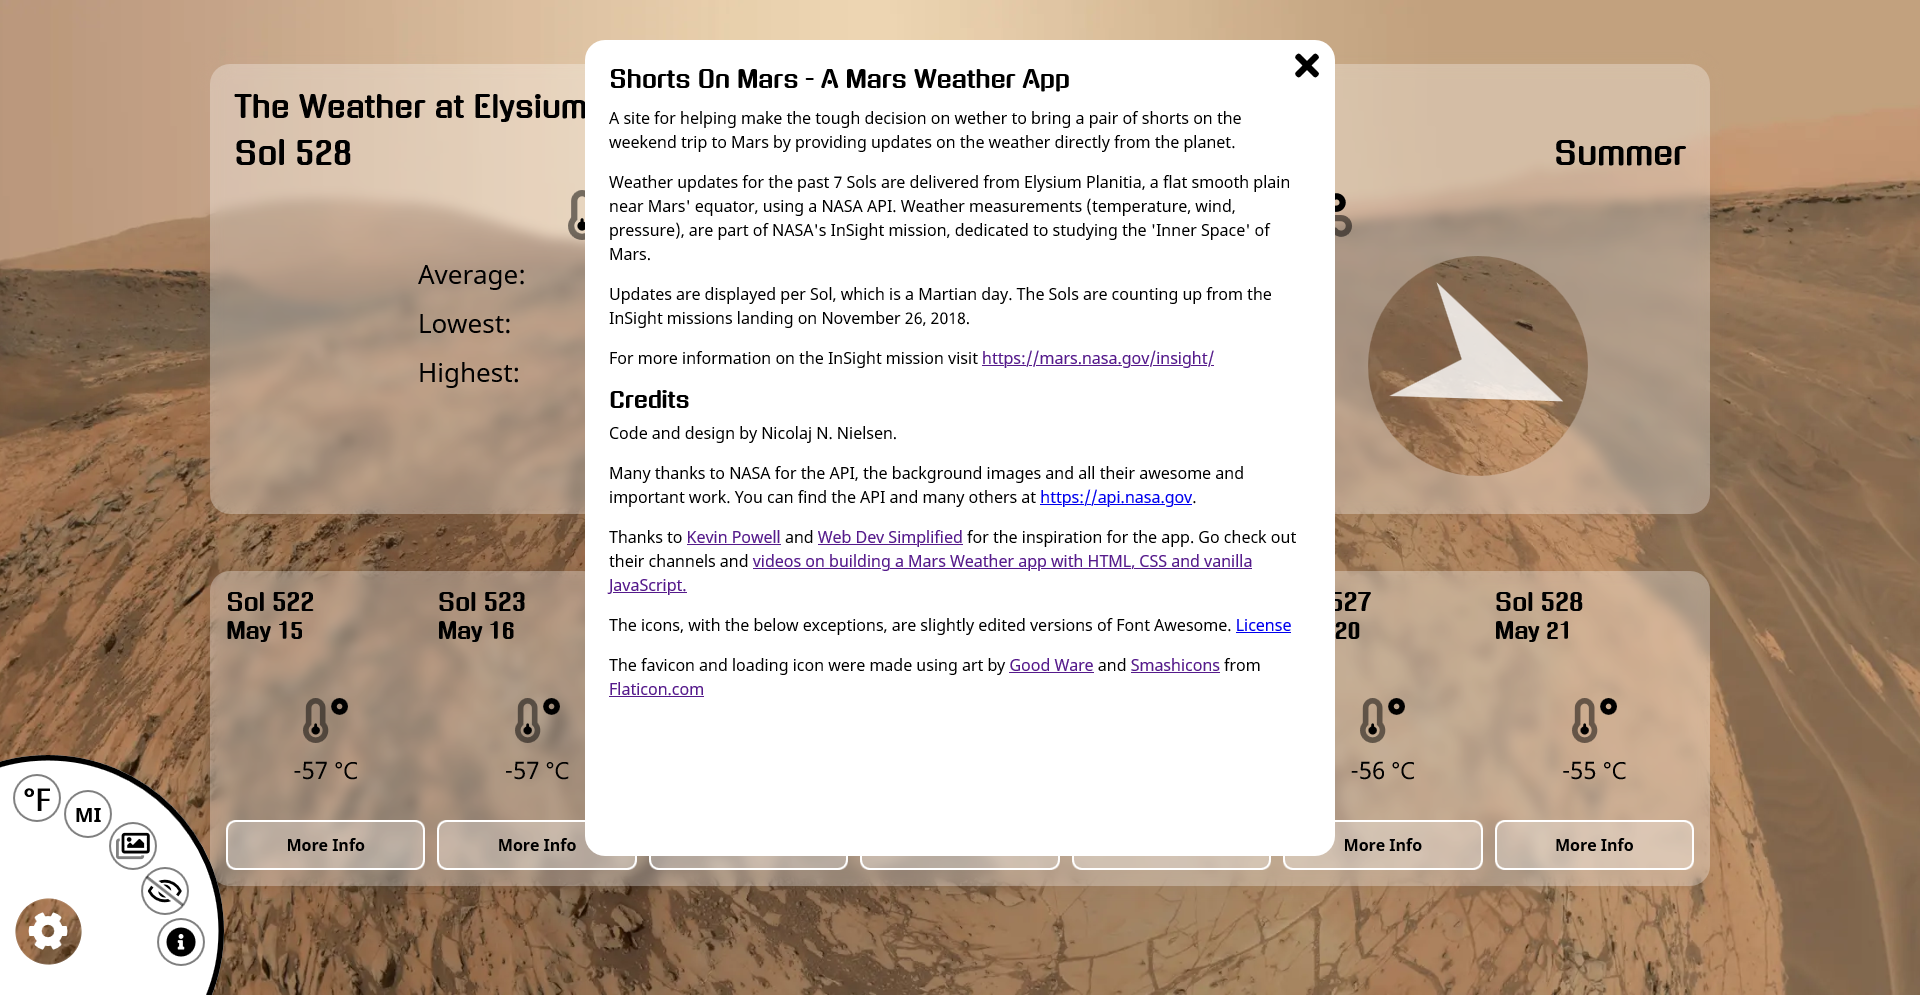 The Weather at Elysium
Sol 528
Summer
Average:
Lowest:
Highest:
Shorts On Mars - A Mars Weather App
A site for helping make the tough decision on wether to bring a pair of shorts on the
weekend trip to Mars by providing updates on the weather directly from the planet.
Weather updates for the past 7 Sols are delivered from Elysium Planitia, a flat smooth plain
near Mars' equator, using a NASA API. Weather measurements (temperature, wind,
pressure), are part of NASA's InSight mission, dedicated to studying the 'Inner Space' of
Mars.
Updates are displayed per Sol, which is a Martian day. The Sols are counting up from the
InSight missions landing on November 26, 2018.
For more information on the InSight mission visit https://mars.nasa.gov/insight/
Credits
Code and design by Nicolaj N. Nielsen.
Many thanks to NASA for the API, the background images and all their awesome and
important work. You can find the API and many others at https://api.nasa.gov.
Thanks to Kevin Powell and Web Dev Simplified for the inspiration for the app. Go check out
their channels and videos on building a Mars Weather app with HTML, CSS and vanilla
JavaScript.
The icons, with the below exceptions, are slightly edited versions of Font Awesome. License
The favicon and loading icon were made using art by Good Ware and Smashicons from
Flaticon.com
Sol 522
May 15
-57 °C
More Info
Sol 523
May 16
-57 °C
More Info
527
20
-56 °C
More Info
Sol 528
May 21
-55 °C
More Info
°F
MI